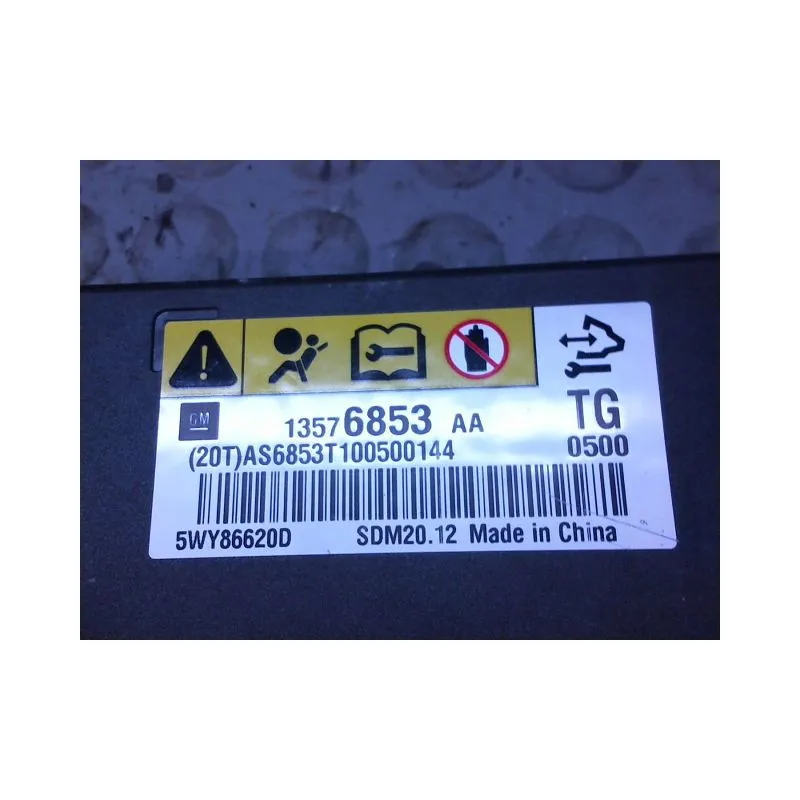 GM
13576853 AA
TG
(20T)AS6853T100500144
0500
5WY86620D SDM20.12 Made in China